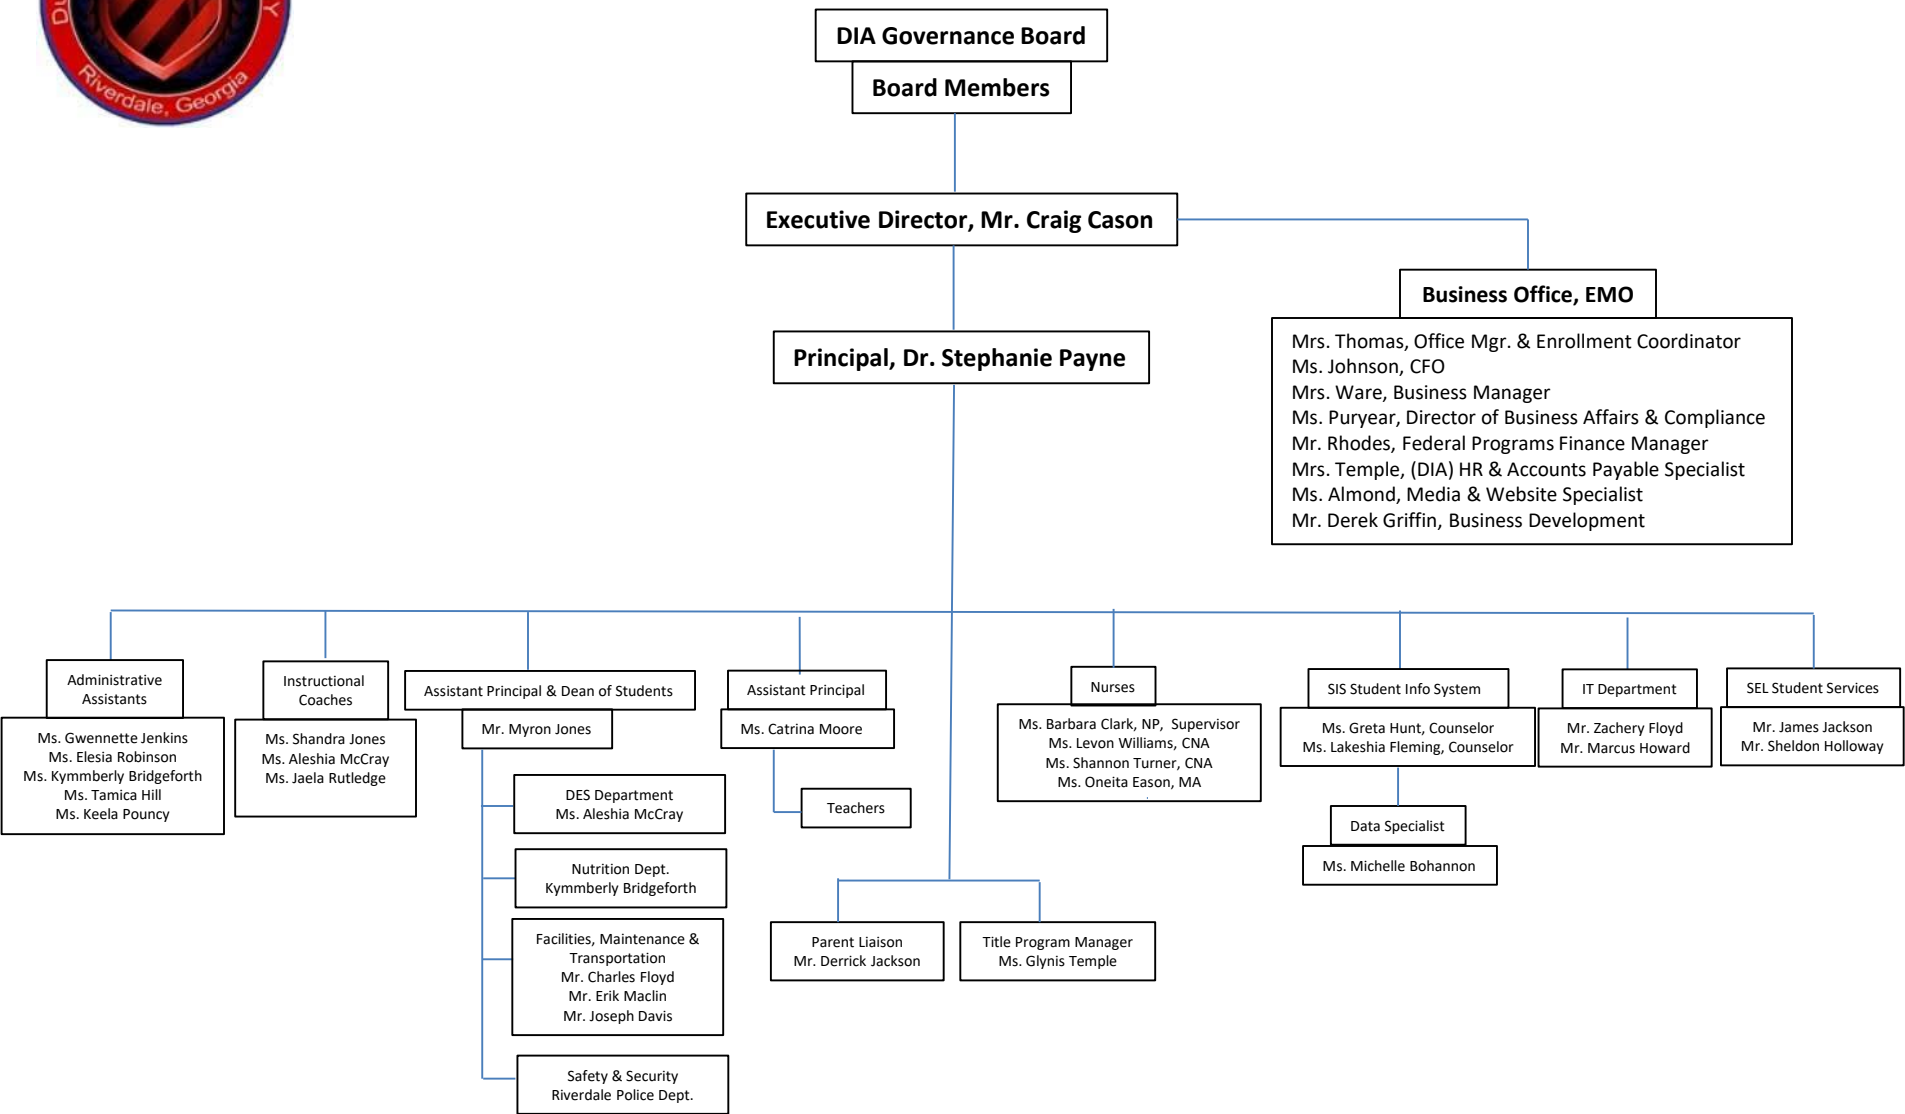 Riverdale, Georgia
DIA Governance Board
Board Members
Executive Director, Mr. Craig Cason
Business Office, EMO
Mrs. Thomas, Office Mgr. & Enrollment Coordinator
Ms. Johnson, CFO
Mrs. Ware, Business Manager
Ms. Puryear, Director of Business Affairs & Compliance
Mr. Rhodes, Federal Programs Finance Manager
Mrs. Temple, (DIA) HR & Accounts Payable Specialist
Ms. Almond, Media & Website Specialist
Mr. Derek Griffin, Business Development
Principal, Dr. Stephanie Payne
Administrative
Assistants
Ms. Gwennette Jenkins
Ms. Elesia Robinson
Ms. Kymmberly Bridgeforth
Ms. Tamica Hill
Ms. Keela Pouncy
Instructional
Coaches
Ms. Shandra Jones
Ms. Aleshia McCray
Ms. Jaela Rutledge
Assistant Principal & Dean of Students
Mr. Myron Jones
DES Department
Ms. Aleshia McCray
Nutrition Dept.
Kymmberly Bridgeforth
Facilities, Maintenance &
Transportation
Mr. Charles Floyd
Mr. Erik Maclin
Mr. Joseph Davis
Safety & Security
Riverdale Police Dept.
Assistant Principal
Ms. Catrina Moore
Teachers
Parent Liaison
Mr. Derrick Jackson
Title Program Manager
Ms. Glynis Temple
Nurses
Ms. Barbara Clark, NP, Supervisor
Ms. Levon Williams, CNA
Ms. Shannon Turner, CNA
Ms. Oneita Eason, MA
SIS Student Info System
Ms. Greta Hunt, Counselor
Ms. Lakeshia Fleming, Counselor
Data Specialist
Ms. Michelle Bohannon
IT Department
Mr. Zachery Floyd
Mr. Marcus Howard
SEL Student Services
Mr. James Jackson
Mr. Sheldon Holloway